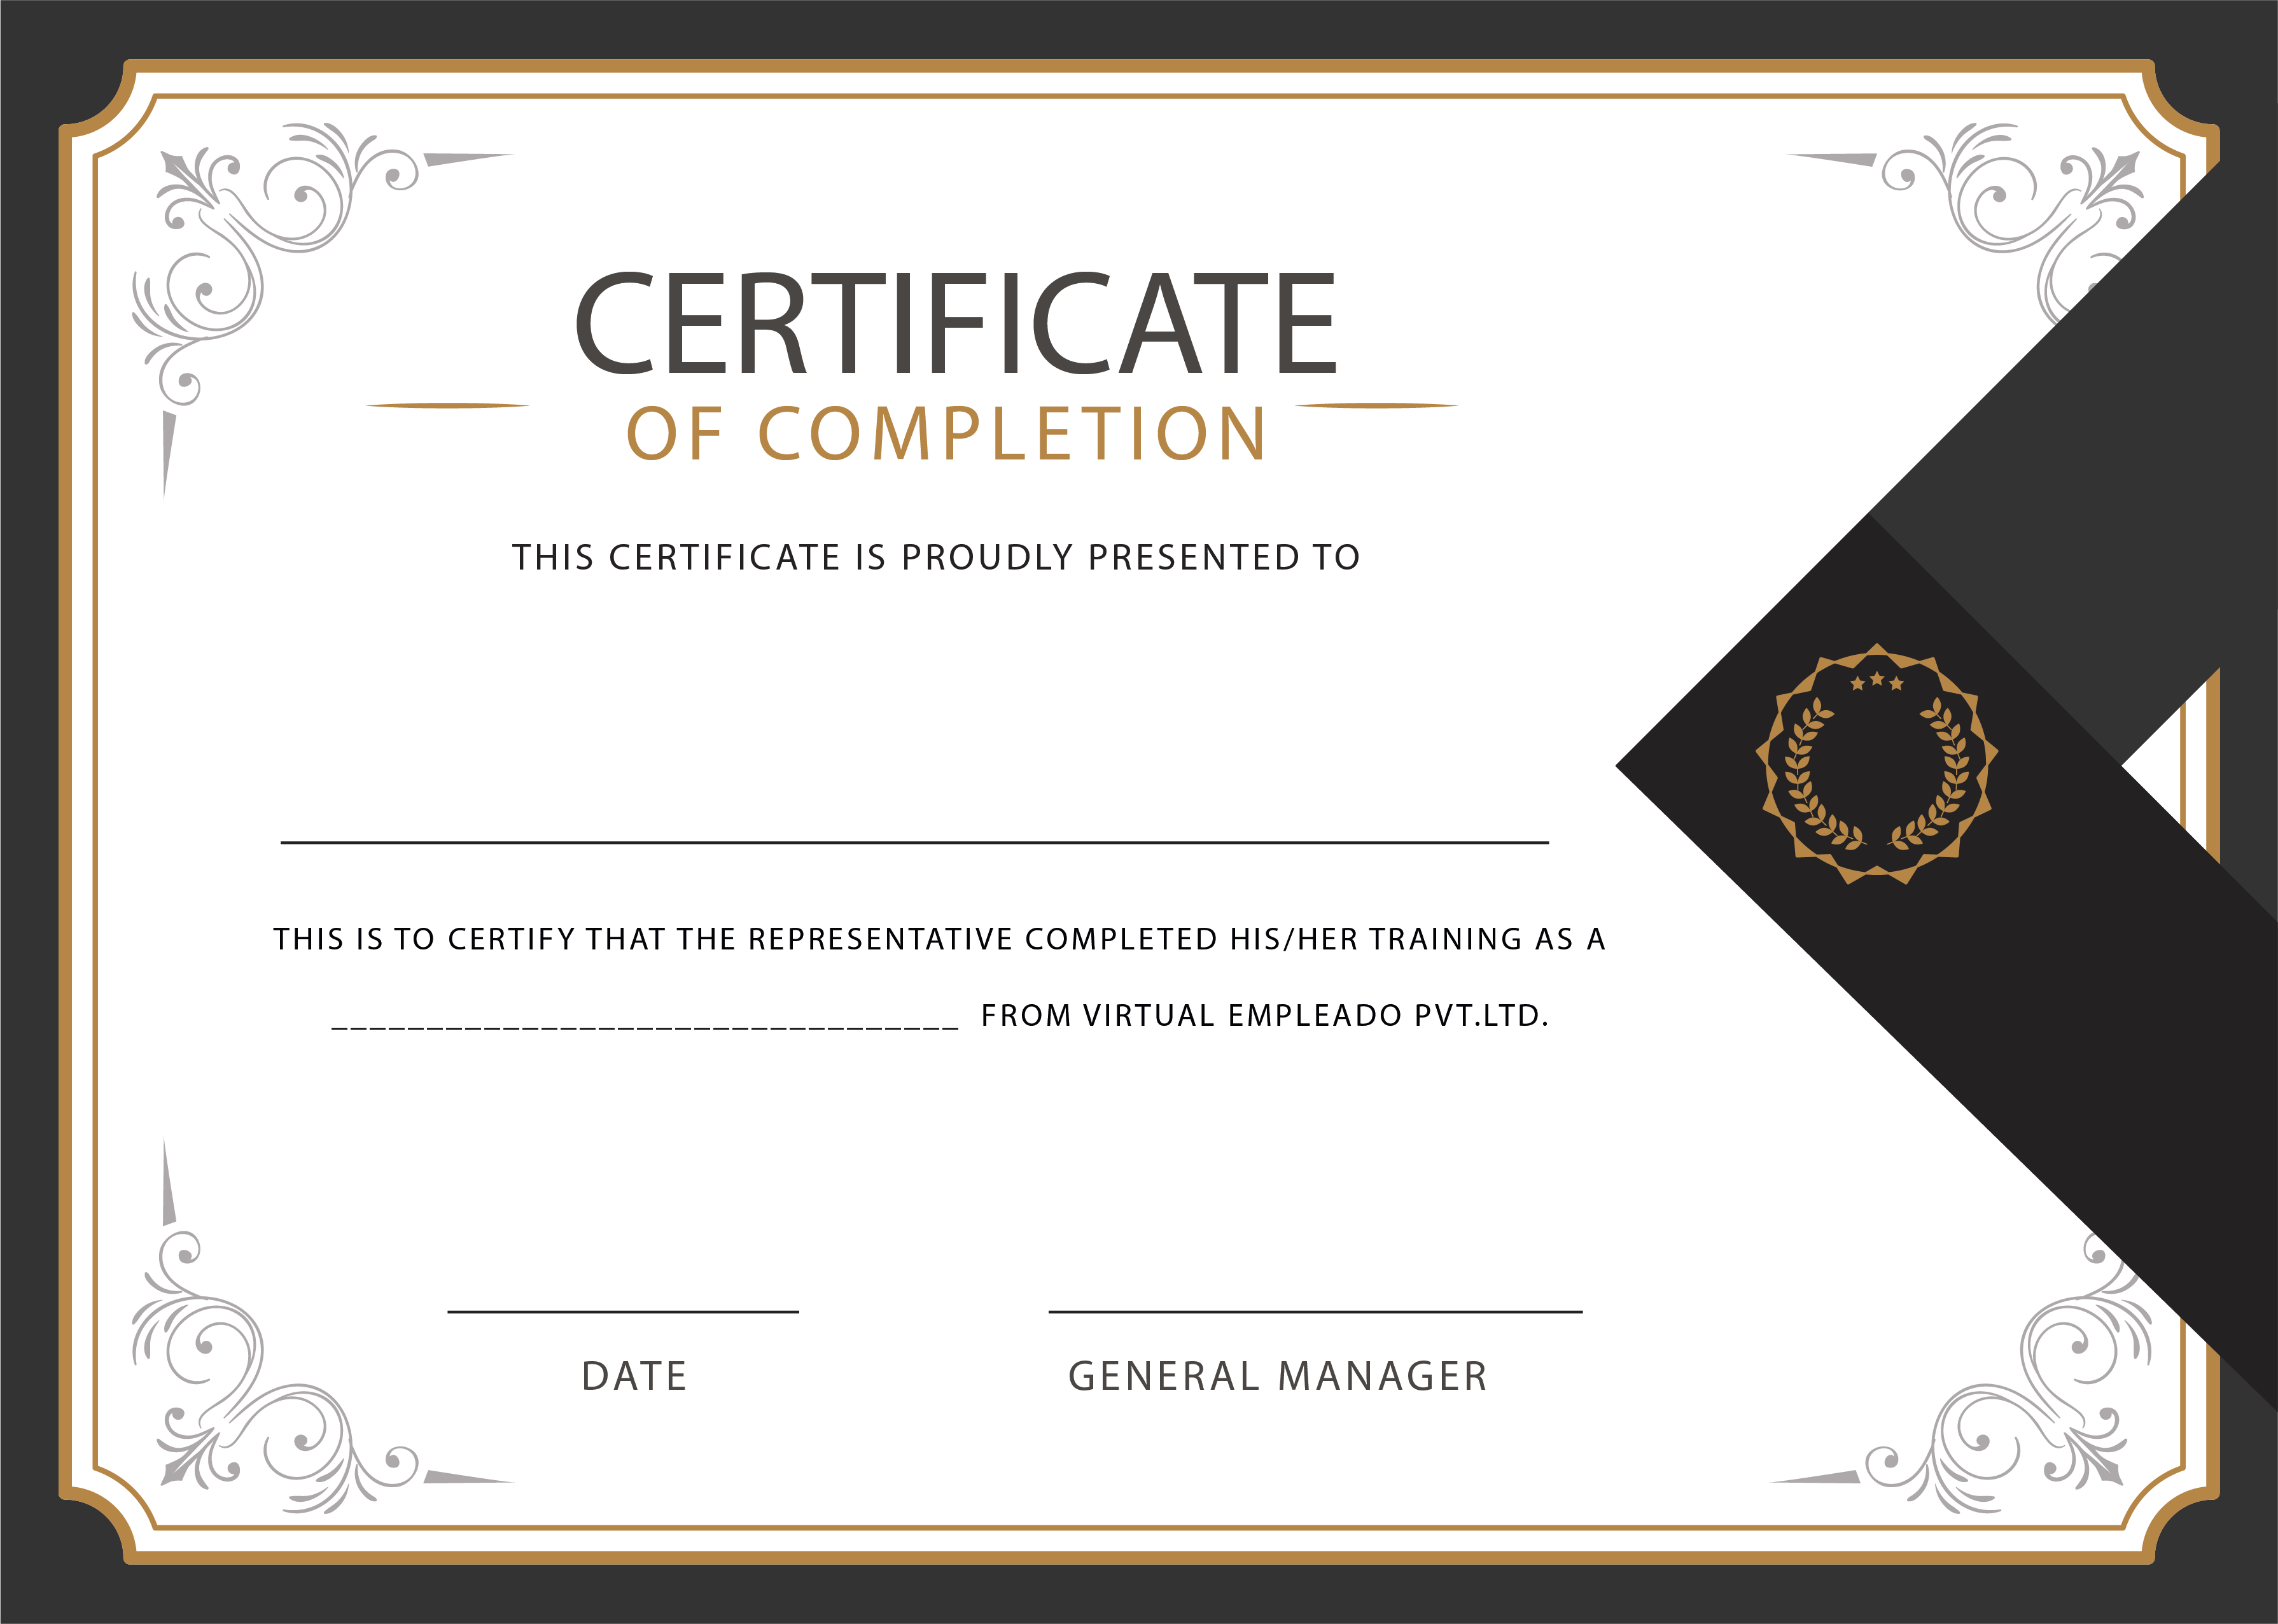 CERTIFICATE
OF COMPLETION
THIS CERTIFICATE IS PROUDLY PRESENTED TO
THIS IS TO CERTIFY THAT THE REPRESENTATIVE COMPLETED HIS/HER TRAINING AS A
_________________________________ FROM VIRTUAL EMPLEADO PVT.LTD.
DATE
GENERAL MANAGER